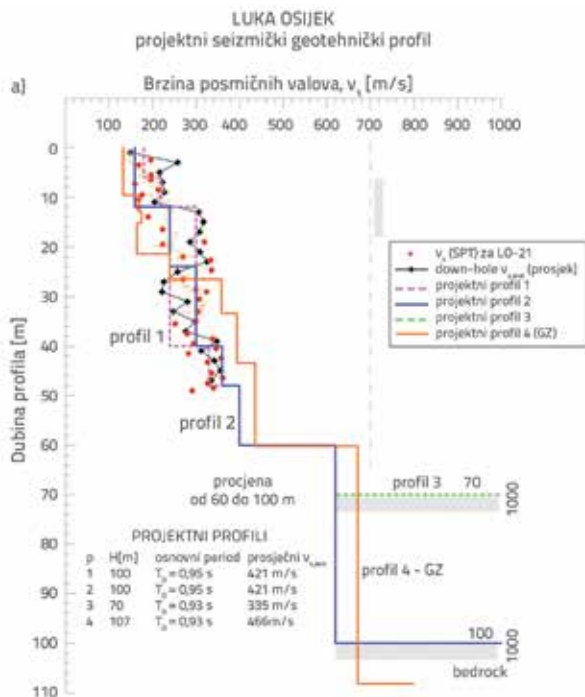 LUKA OSIJEK
projektni seizmički geotehnički profil
a)
Brzina posmičnih valova, vs [m/s]
100 200 300 400 500 600 700 800 900 1000
Dubina profila [m]
0
10
20
30
40
50
60
70
80
90
100
110
vs (SPT) za LO-21
down-hole (prosjek)
projektni profil 1
projektni profil 2
projektni profil 3
projektni profil 4 (GZ)
profil 1
profil 2
procjena
od 60 do 100 m
profil 3 70
1000
PROJEKTNI PROFILI
p H[m] osnovni period prosječni
1 100 T₀ = 0,95 s 421 m/s
2 100 T₀ = 0,95 s 421 m/s
3 70 T₀ = 0,93 s 335 m/s
4 107 T₀ = 0,93 s 466m/s
profil 4 - GZ
100
1000
bedrock